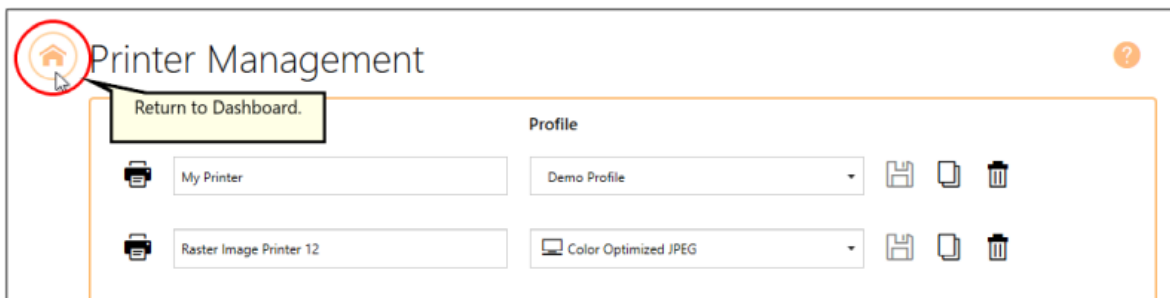 Printer Management
?
Return to Dashboard.
Profile
My Printer
Demo Profile
Raster Image Printer 12
Color Optimized JPEG